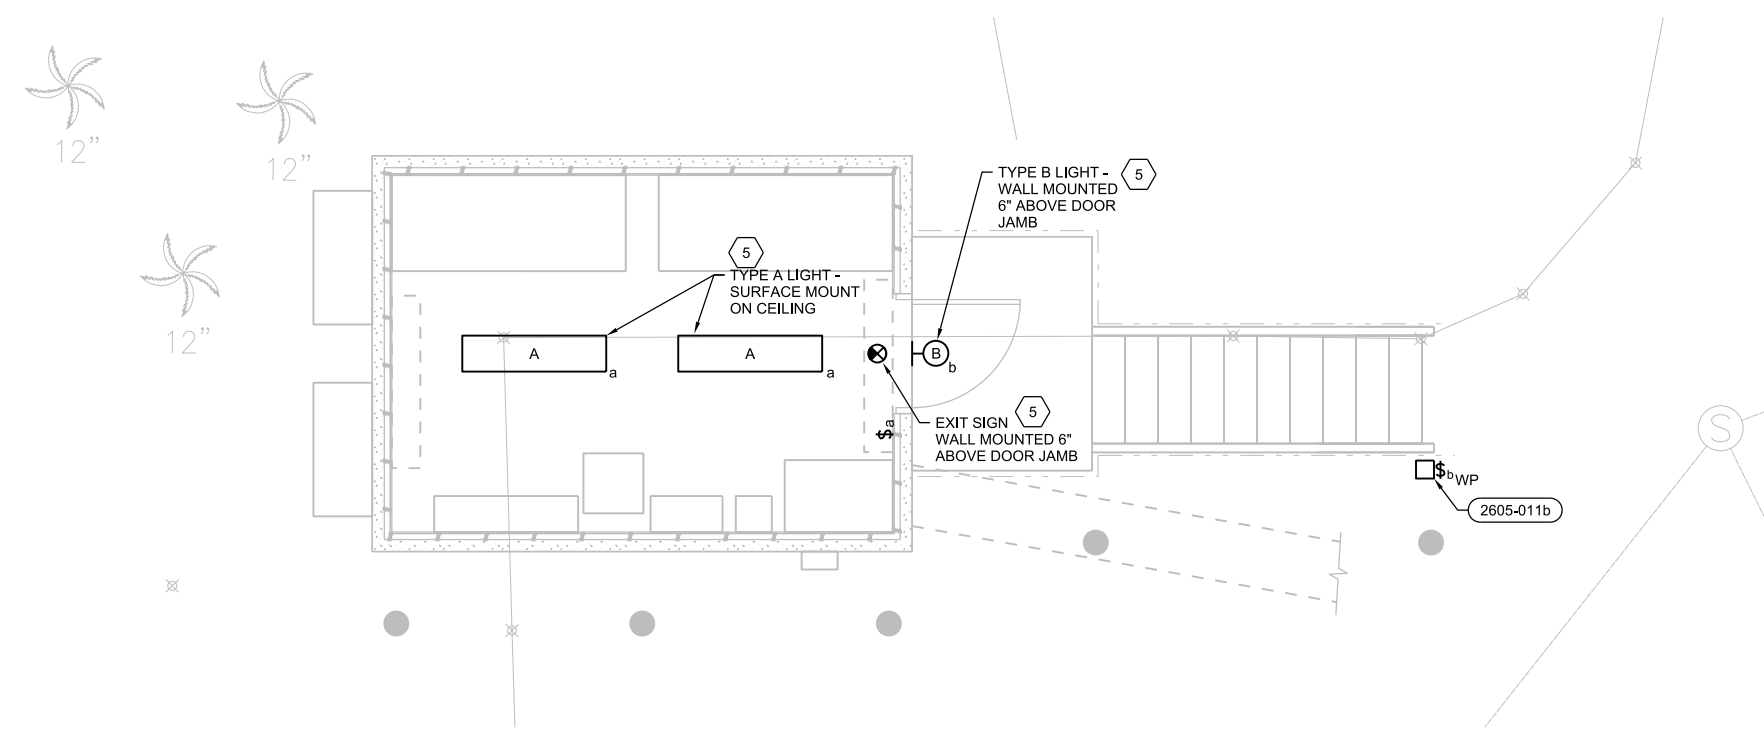 12"
12"
12"
TYPE B LIGHT -
WALL MOUNTED
6" ABOVE DOOR
JAMB
5
5
TYPE A LIGHT -
SURFACE MOUNT
ON CEILING
A
a
A
a
B
b
EXIT SIGN
WALL MOUNTED 6"
ABOVE DOOR JAMB
5
$a
$b WP
2605-011b
S